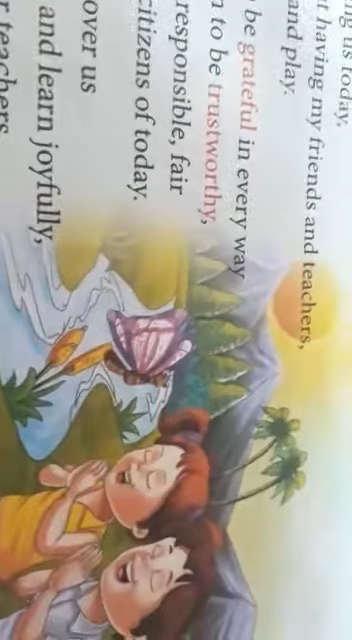 ng us today.
t having my friends and teachers,
and play.
be grateful in every way
n to be trustworthy,
responsible, fair
citizens of today.
over us
and learn joyfully,
r teachers